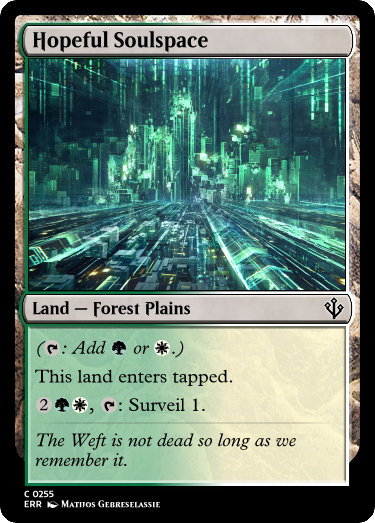 Hopeful Soulspace
Land — Forest Plains
(: Add or .)
This land enters tapped.
2, : Surveil 1.
The Weft is not dead so long as we
remember it.
C 0255
ERR Matijos Gebreselassie